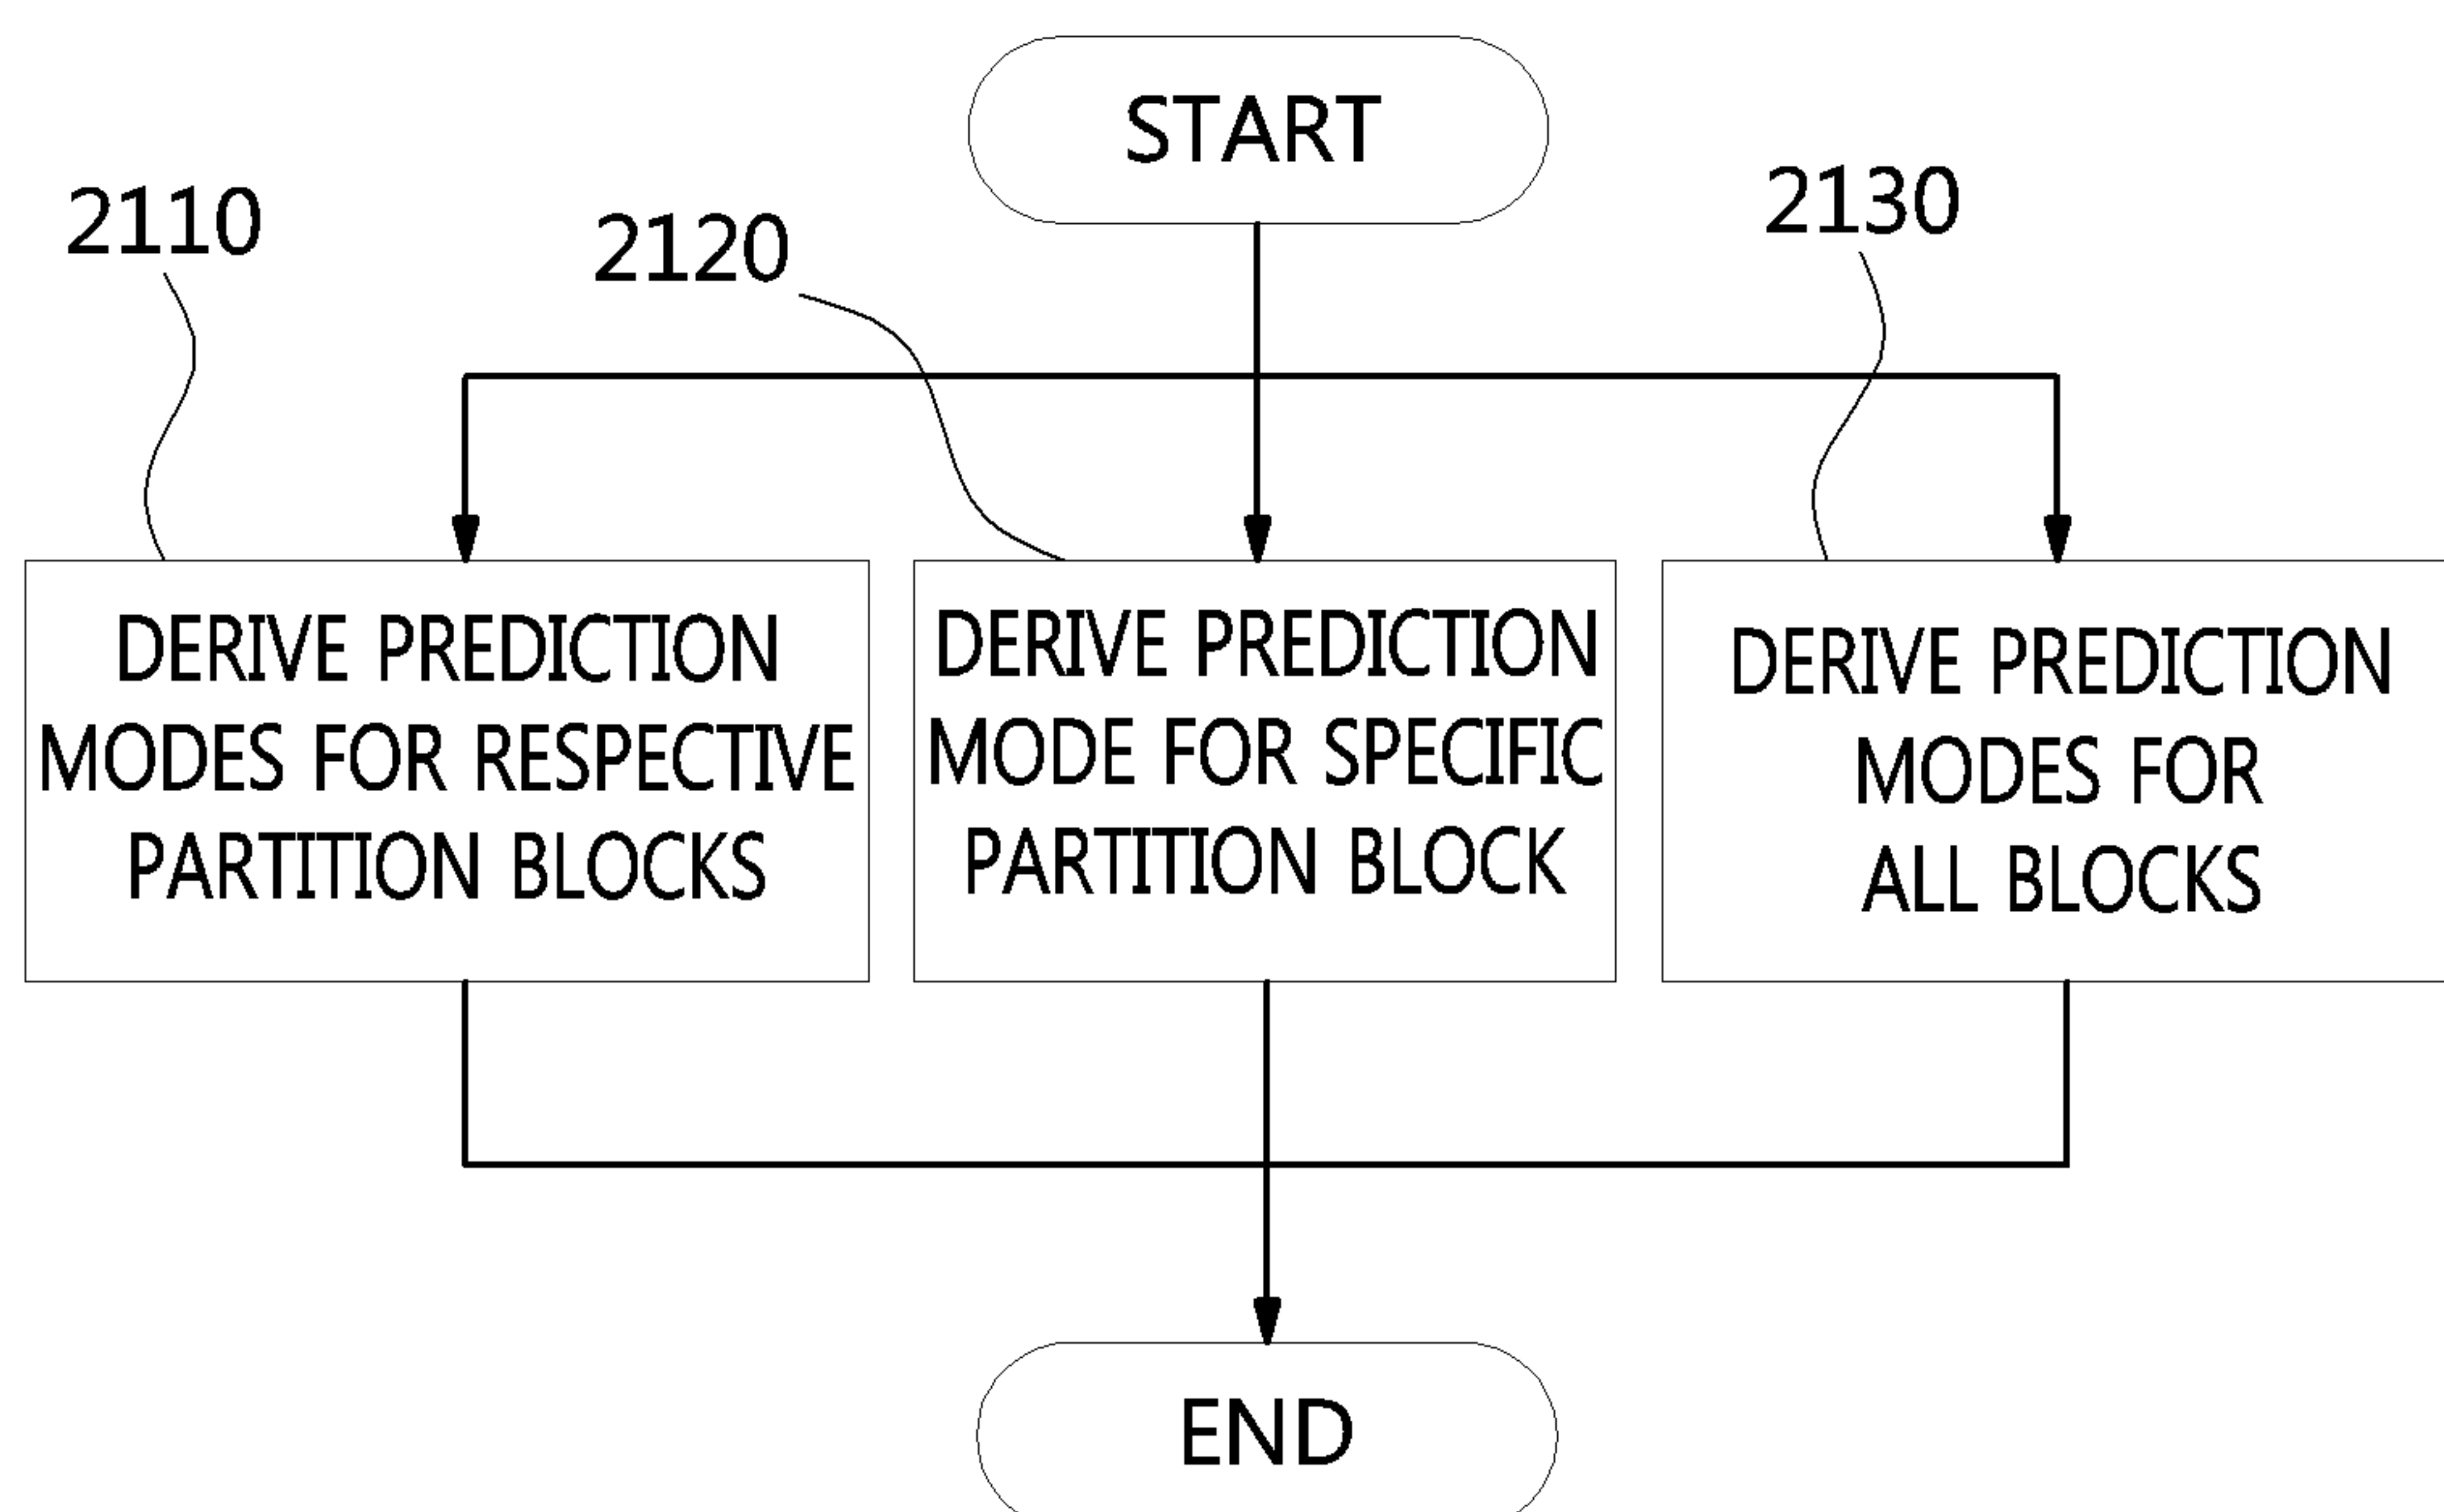 START
2110
2120
2130
DERIVE PREDICTION
MODES FOR RESPECTIVE
PARTITION BLOCKS
DERIVE PREDICTION
MODE FOR SPECIFIC
PARTITION BLOCK
DERIVE PREDICTION
MODES FOR
ALL BLOCKS
END